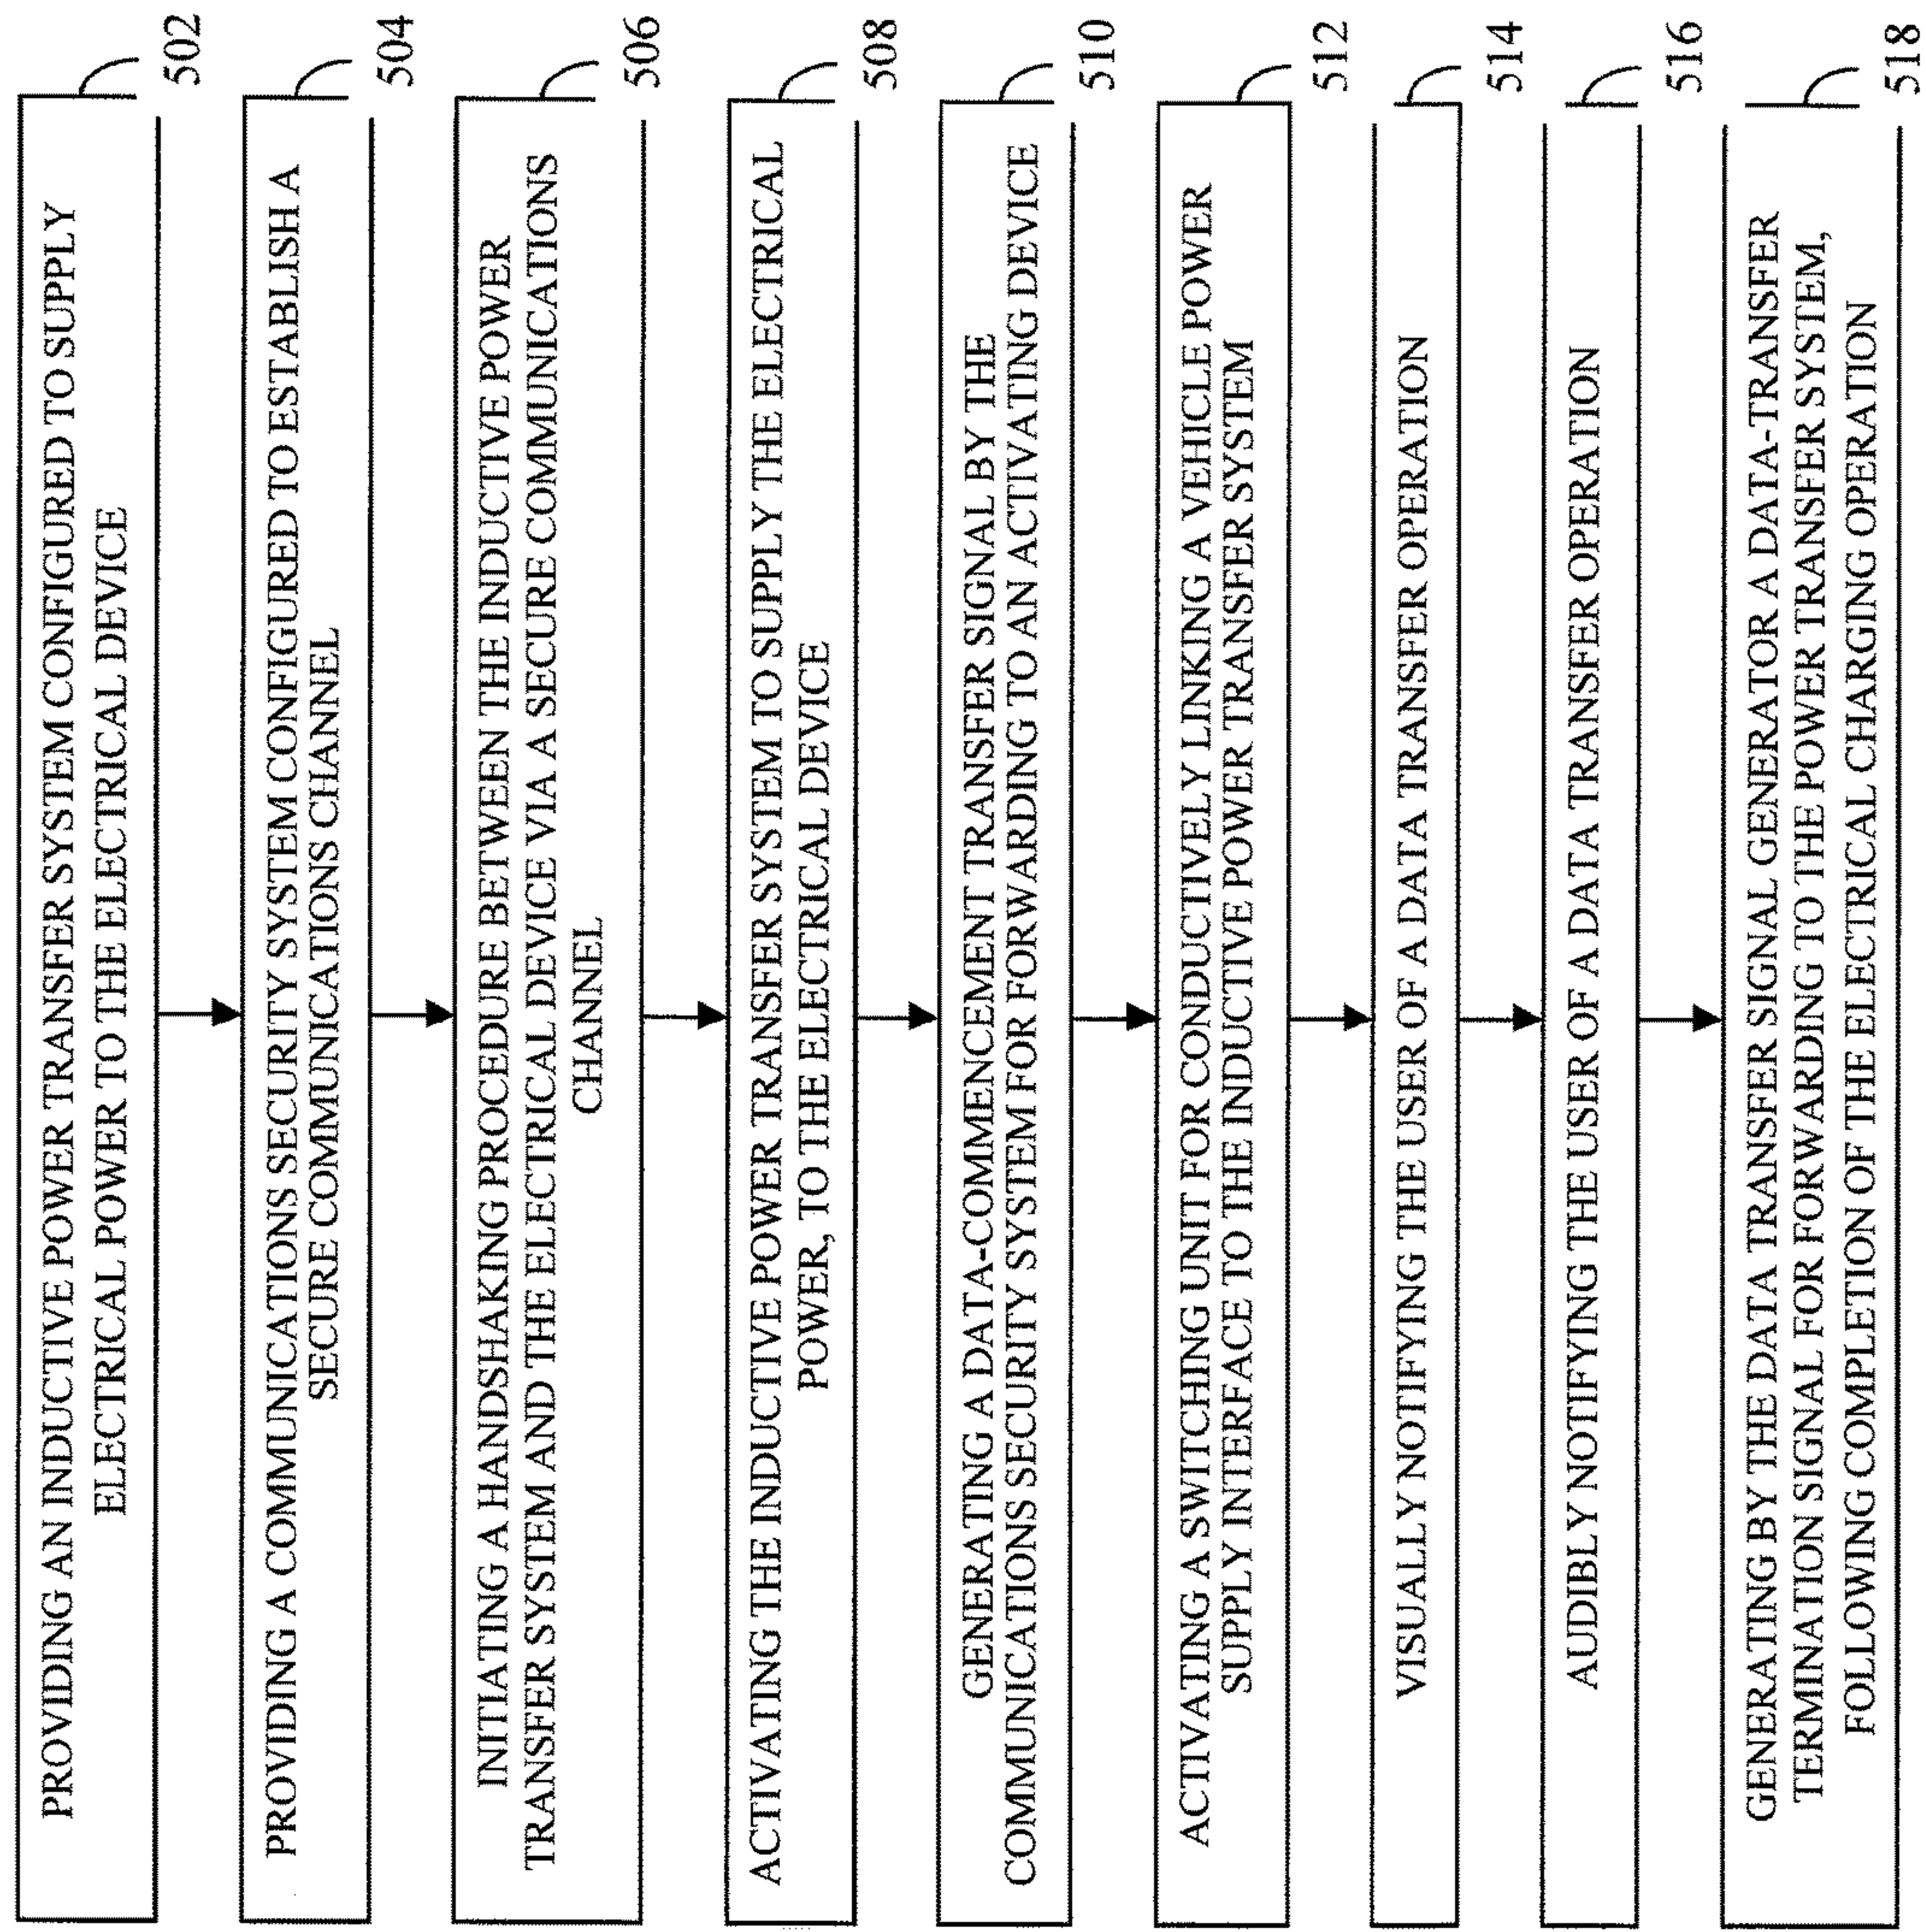 PROVIDING AN INDUCTIVE POWER TRANSFER SYSTEM CONFIGURED TO SUPPLY
ELECTRICAL POWER TO THE ELECTRICAL DEVICE
502
PROVIDING A COMMUNICATIONS SECURITY SYSTEM CONFIGURED TO ESTABLISH A
SECURE COMMUNICATIONS CHANNEL
504
INITIATING A HANDSHAKING PROCEDURE BETWEEN THE INDUCTIVE POWER
TRANSFER SYSTEM AND THE ELECTRICAL DEVICE VIA A SECURE COMMUNICATIONS
CHANNEL
506
ACTIVATING THE INDUCTIVE POWER TRANSFER SYSTEM TO SUPPLY THE ELECTRICAL
POWER, TO THE ELECTRICAL DEVICE
508
GENERATING A DATA-COMMENCEMENT TRANSFER SIGNAL BY THE
COMMUNICATIONS SECURITY SYSTEM FOR FORWARDING TO AN ACTIVATING DEVICE
510
ACTIVATING A SWITCHING UNIT FOR CONDUCTIVELY LINKING A VEHICLE POWER
SUPPLY INTERFACE TO THE INDUCTIVE POWER TRANSFER SYSTEM
512
VISUALLY NOTIFYING THE USER OF A DATA TRANSFER OPERATION
514
AUDIBLY NOTIFYING THE USER OF A DATA TRANSFER OPERATION
516
GENERATING BY THE DATA TRANSFER SIGNAL GENERATOR A DATA-TRANSFER
TERMINATION SIGNAL FOR FORWARDING TO THE POWER TRANSFER SYSTEM,
FOLLOWING COMPLETION OF THE ELECTRICAL CHARGING OPERATION
518